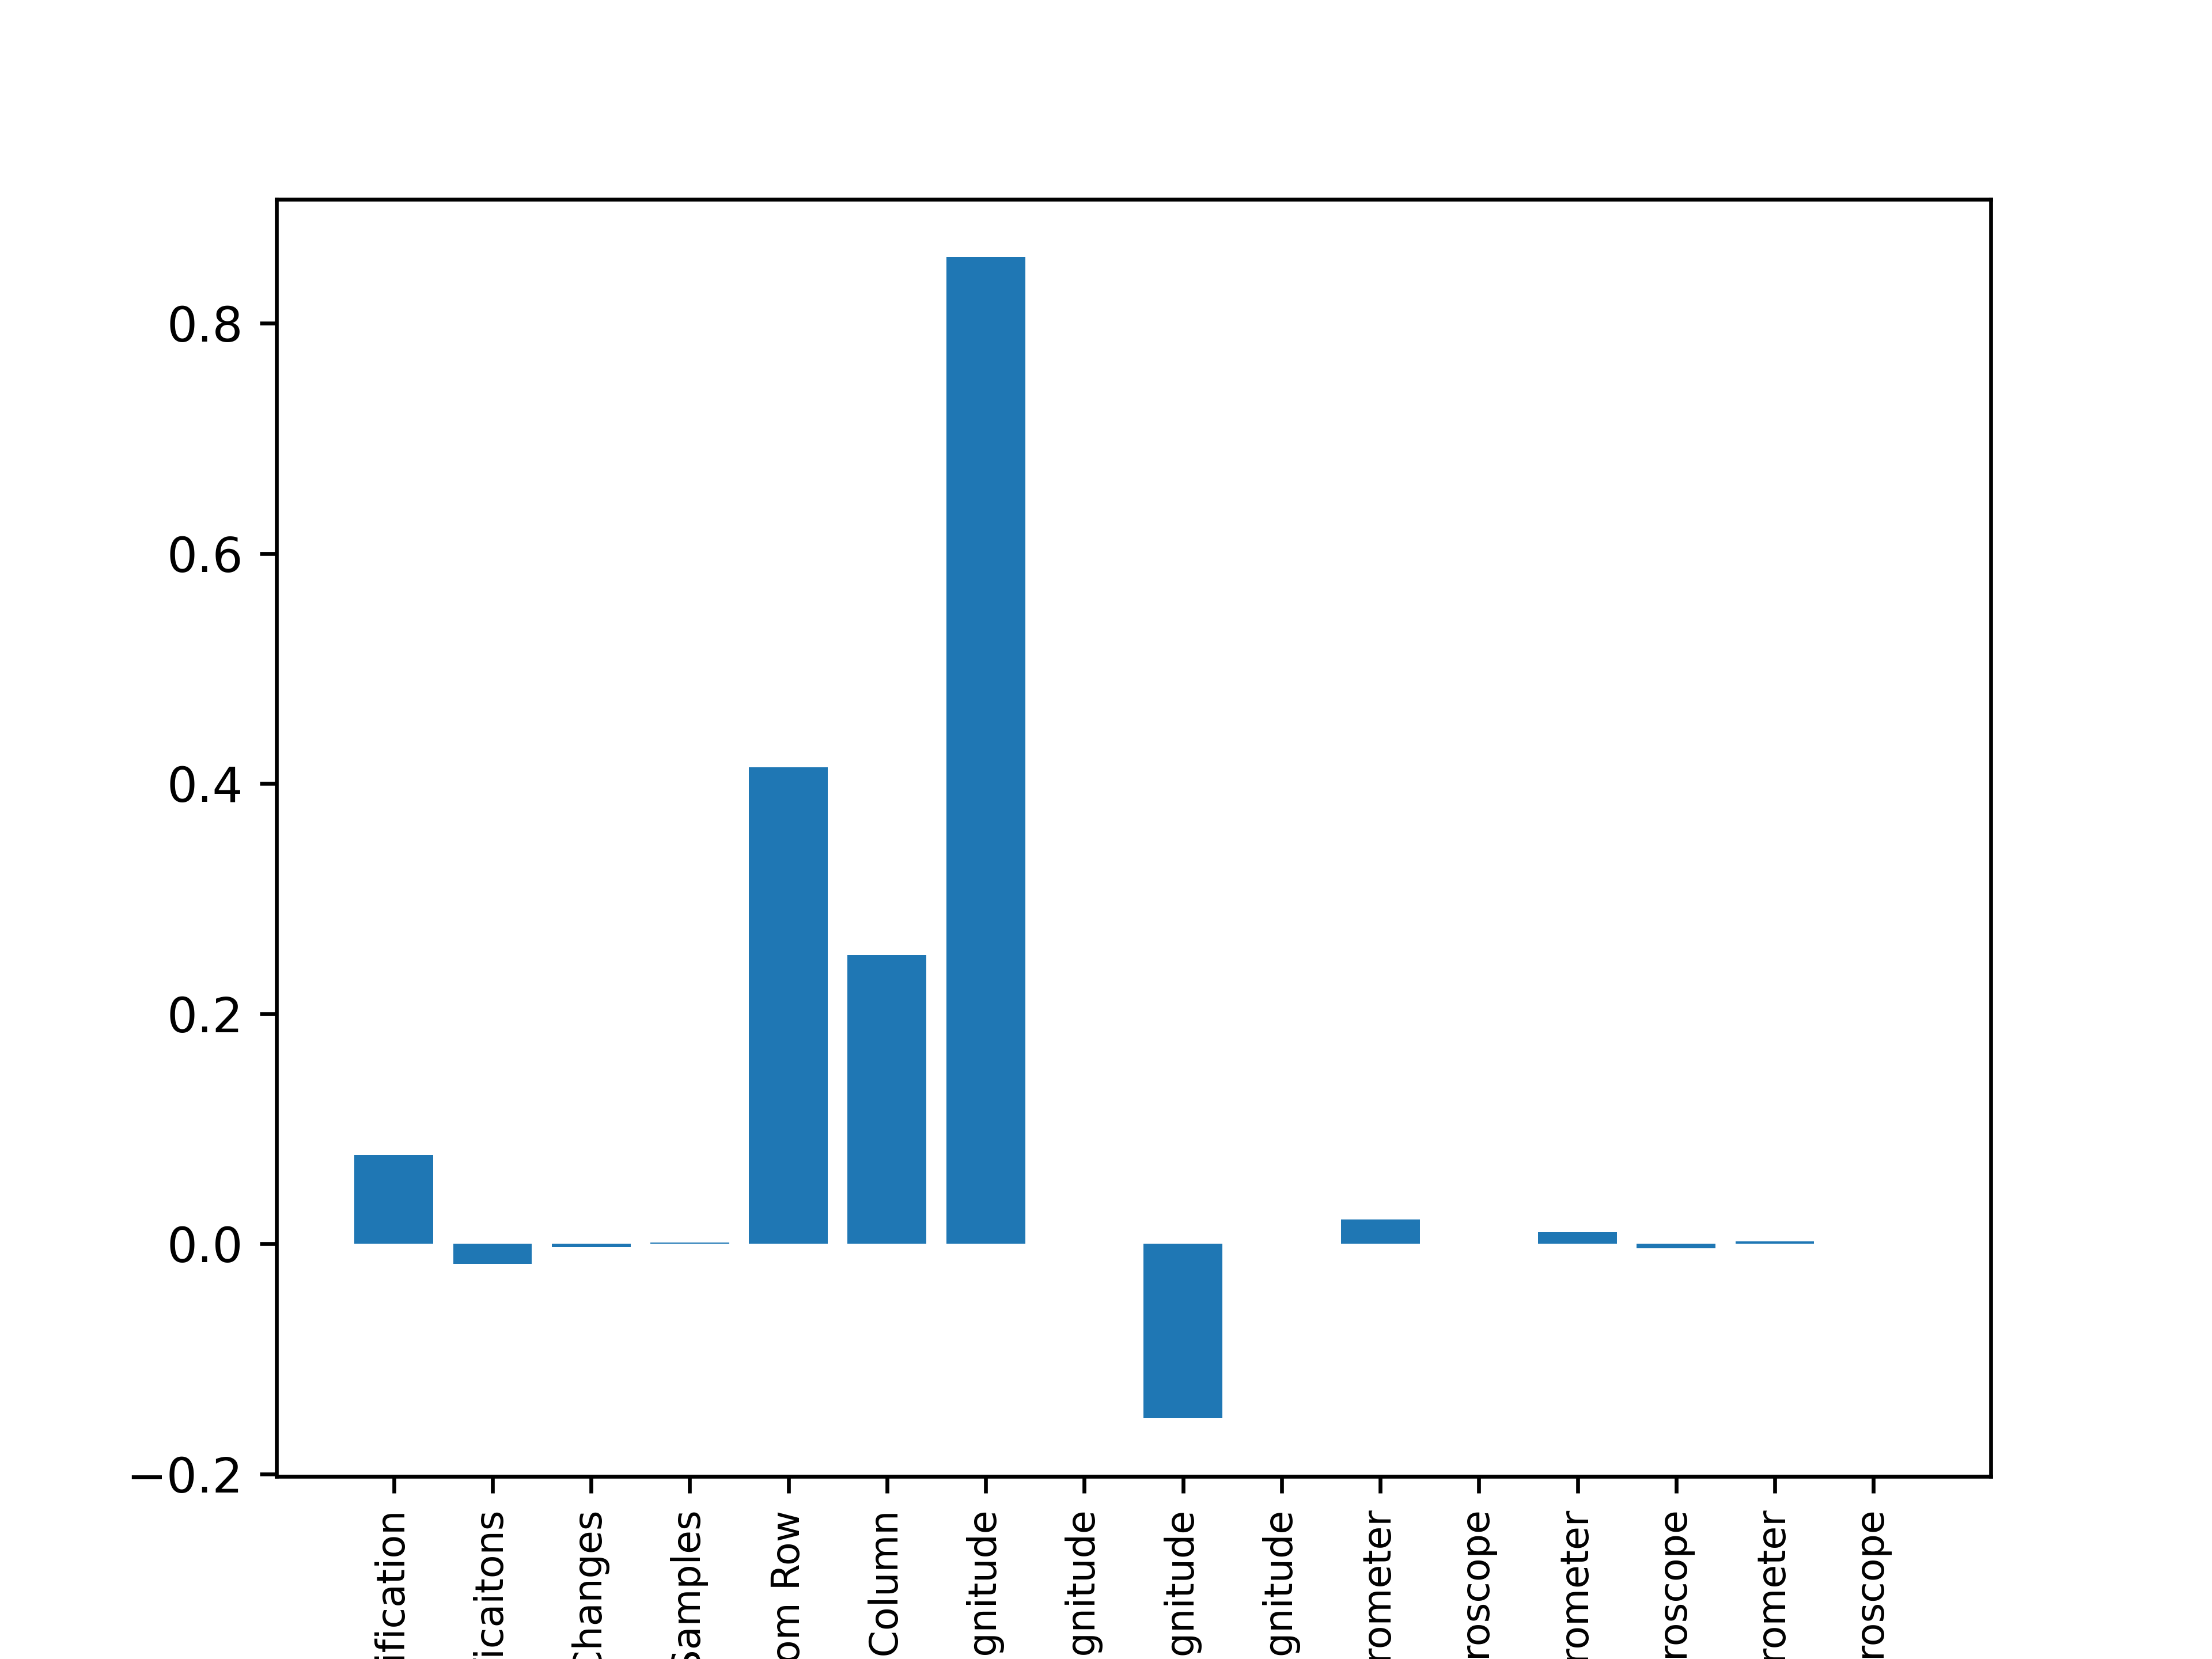 0.8
0.6
0.4
0.2
0.0
−0.2
ification
icaitons
hanges
Samples
om Row
Column
gnitude
gnitude
gnitude
gnitude
rometer
roscope
rometer
roscope
rometer
roscope